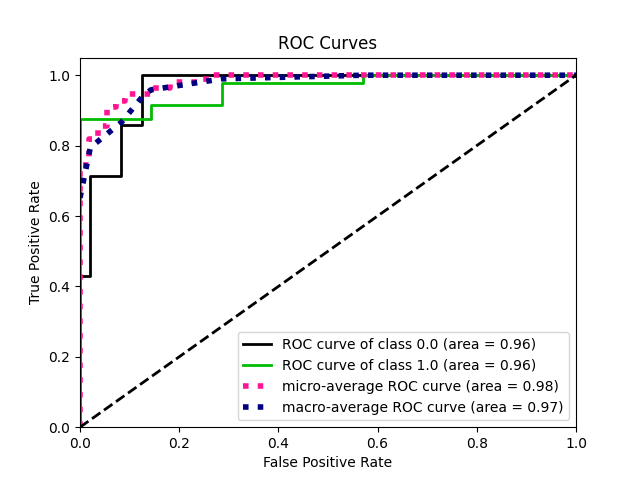 ROC Curves
True Positive Rate
1.0
0.8
0.6
0.4
0.2
0.0
ROC curve of class 0.0 (area = 0.96)
ROC curve of class 1.0 (area = 0.96)
micro-average ROC curve (area = 0.98)
macro-average ROC curve (area = 0.97)
0.0 0.2 0.4 0.6 0.8 1.0
False Positive Rate